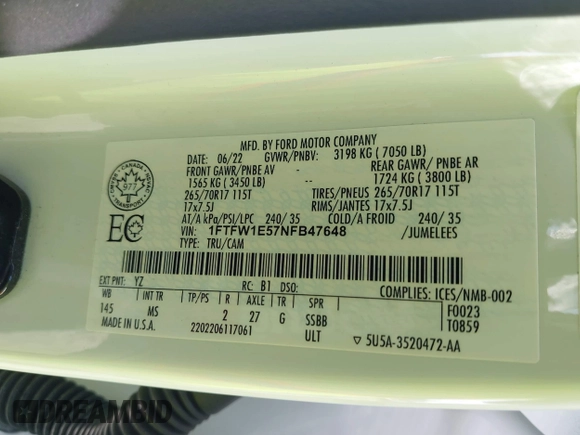 MFD. BY FORD MOTOR COMPANY
DATE: 06/22 GVWR/PNBV: 3198 KG ( 7050 LB)
FRONT GAWR/PNBE AV - REAR GAWR/ PNBE AR
1565 KG ( 3450 LB) 1724 KG ( 3800 LB)
265/70R17 115T TIRES/PNEUS 265/70R17 115T
17x7.5J RIMS/JANTES 17x7.5J
AT/A kPa/PSI/LPC 240/ 35 COLD/A FROID 240/ 35
VIN: 1FTFW1E57NFB47648 /JUMELEES
TYPE: TRU/CAM
CANADA
977
EC
EXT PNT: YZ RC: B1 DSO: COMPLIES: ICES/NMB-002
WB INT TR TP/PS R AXLE TR SPR F0023
145 MS 2 27 G SSBB T0859
MADE IN U.S.A. 2202206117061 ULT ▽ 5U5A-3520472-AA
DREAMBID